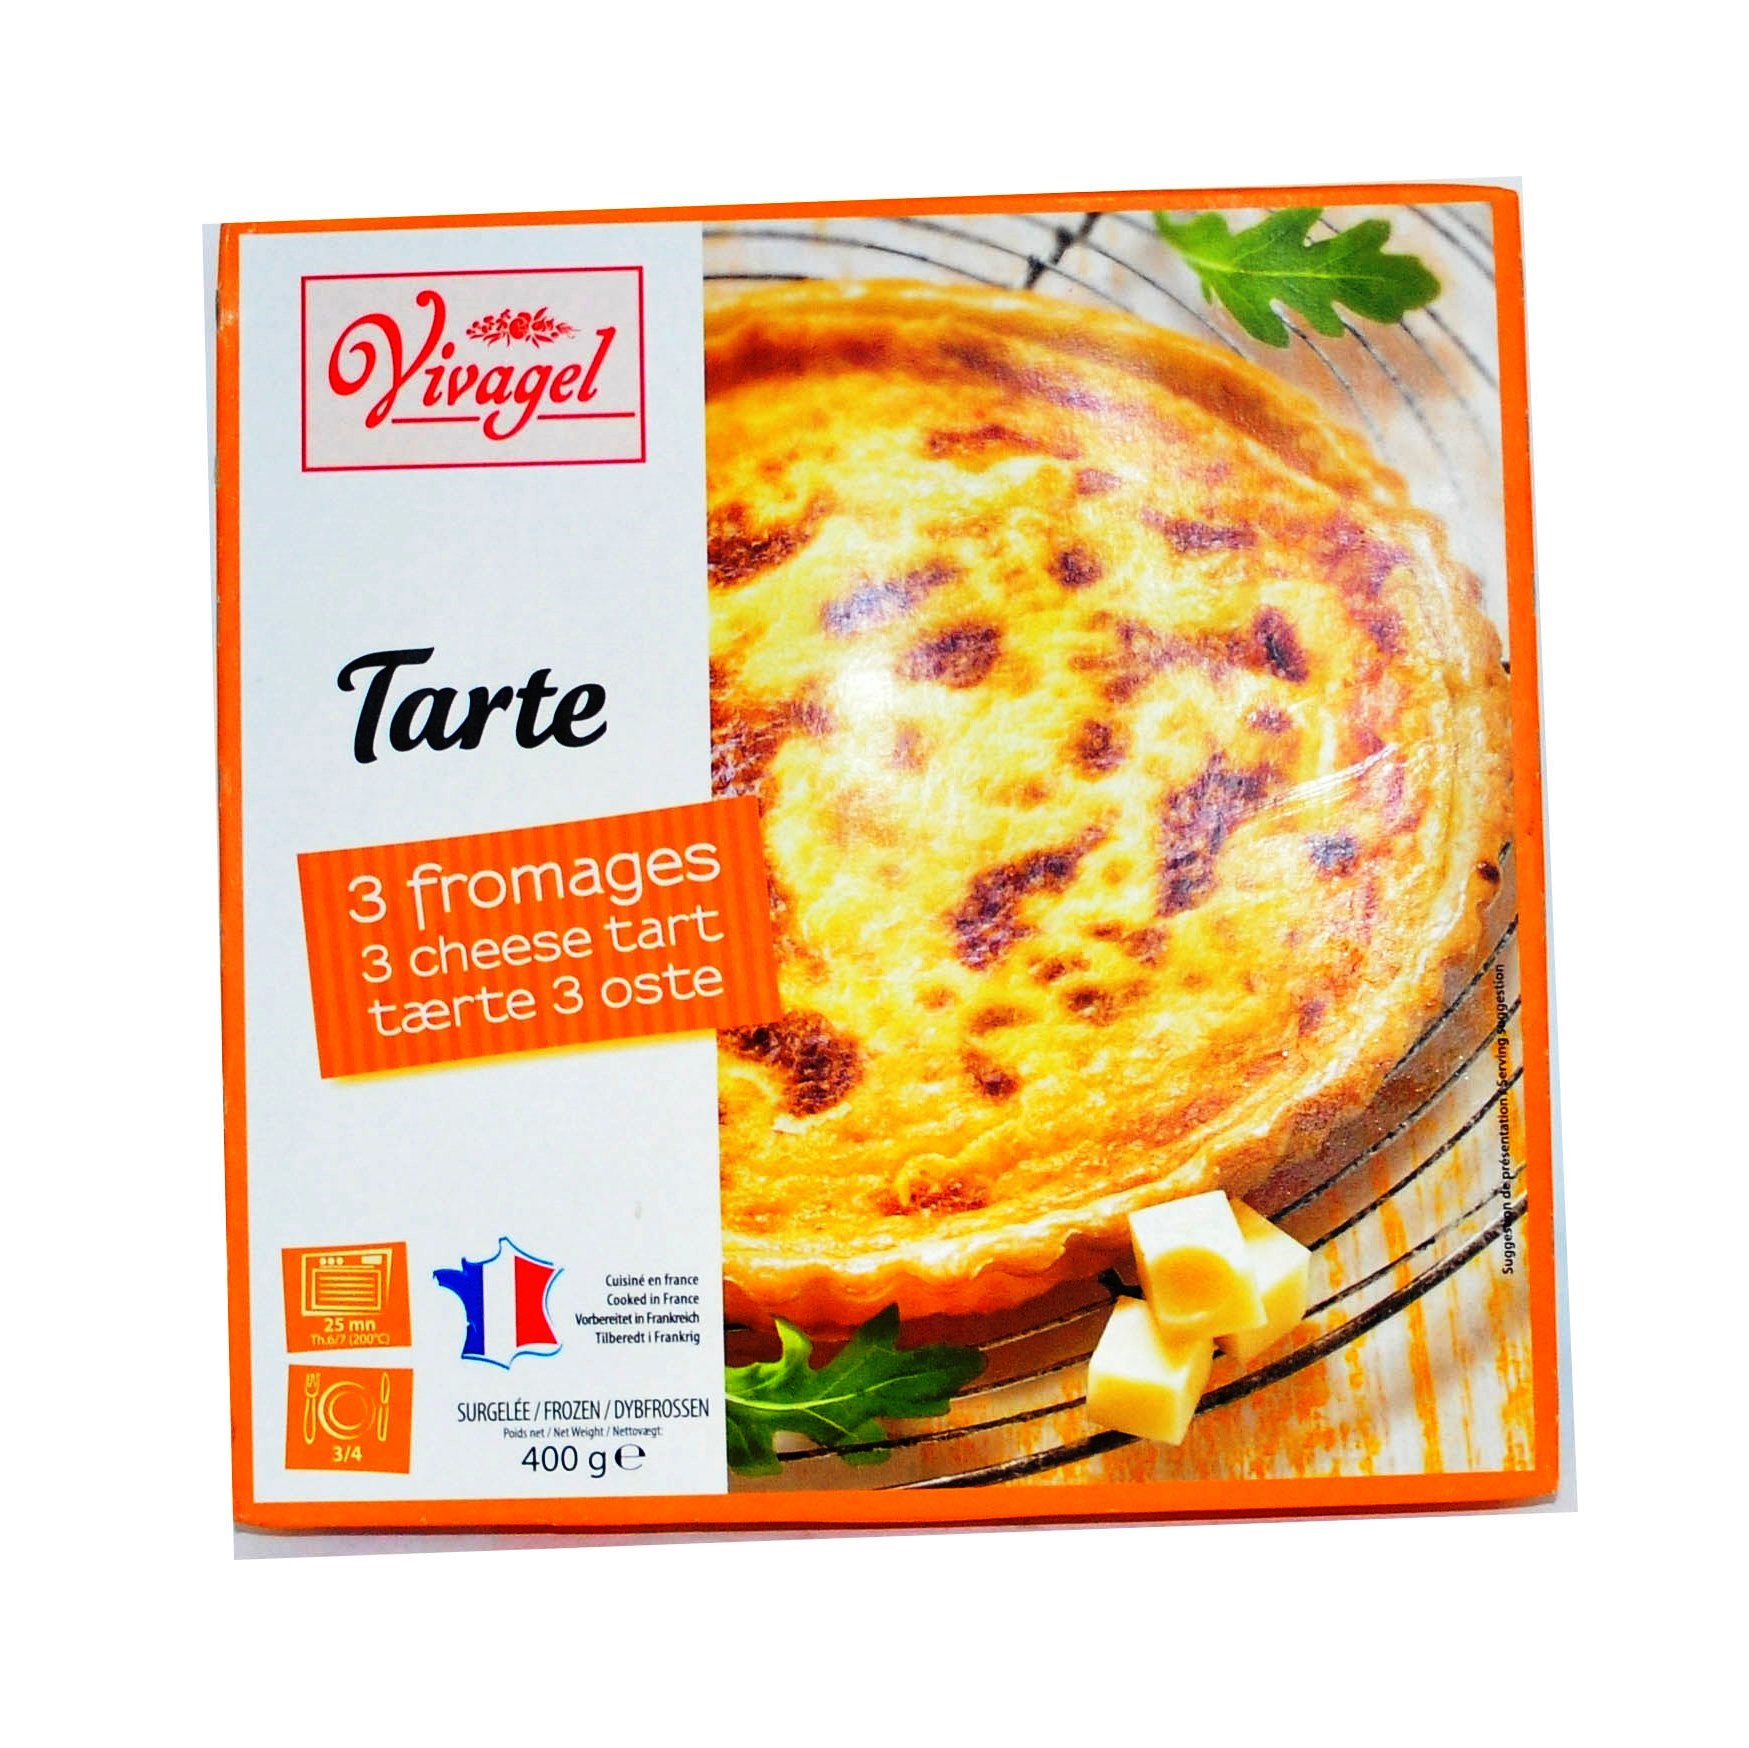 Vivagel
Tarte
3 fromages
3 cheese tart
tærte 3 oste
25 mn
Th.6/7 (200°C)
3/4
Cuisiné en france
Cooked in France
Vorbereitet in Frankreich
Tilberedt i Frankrig
SURGELÉE / FROZEN / DYBFROSSEN
Poids net / Net Weight / Nettovægt:
400 g ℮
Suggestion de présentation / Serving suggestion